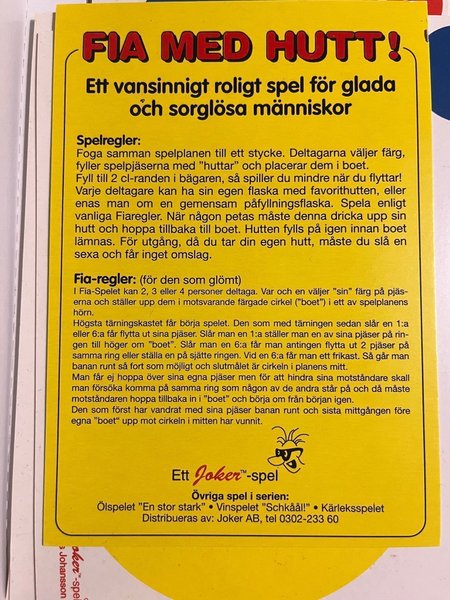 FIA MED HUTT!
Ett vansinnigt roligt spel för glada
och sorglösa människor
Spelregler:
Foga samman spelplanen till ett stycke. Deltagarna väljer färg,
fyller spelpjäserna med "huttar" och placerar dem i boet.
Fyll till 2 cl-randen i bägaren, så spiller du mindre när du flyttar!
Varje deltagare kan ha sin egen flaska med favorithutten, eller
enas man om en gemensam påfyllningsflaska. Spela enligt
vanliga Fiaregler. När någon petas måste denna dricka upp sin
hutt och hoppa tillbaka till boet. Hutten fylls på igen innan boet
lämnas. För utgång, då du tar din egen hutt, måste du slå en
sexa och får inget omslag.
Fia-regler: (för den som glömt)
I Fia-Spelet kan 2, 3 eller 4 personer deltaga. Var och en väljer "sin" färg på pjäs-
erna och ställer upp dem i motsvarande färgade cirkel ("boet") i ett av spelplanens
hörn.
Högsta tärningskastet får börja spelet. Den som med tärningen sedan slår en 1:a
eller 6:a får flytta ut sina pjäser. Slår man en 1:a ställer man en av sina pjäser på rin-
gen till höger om "boet". Slår man en 6:a får man antingen flytta ut 2 pjäser på
samma ring eller ställa en på sjätte ringen. Vid en 6:a får man ett frikast. Så går man
banan runt så fort som möjligt och slutmålet är cirkeln i planens mitt.
Man får ej hoppa över sina egna pjäser men för att hindra sina motståndare skall
man försöka komma på samma ring som någon av de andra står på och då måste
motståndaren hoppa tillbaka in i "boet" och börja om från början igen.
Den som först har vandrat med sina pjäser banan runt och sista mittgången före
egna "boet" upp mot cirkeln i mitten har vunnit.
Ett Joker™-spel
Övriga spel i serien:
Ölspelet "En stor stark" • Vinspelet "Schkåål!" • Kärleksspelet
Distribueras av: Joker AB, tel 0302-233 60
Joker™-spe
s Johansson